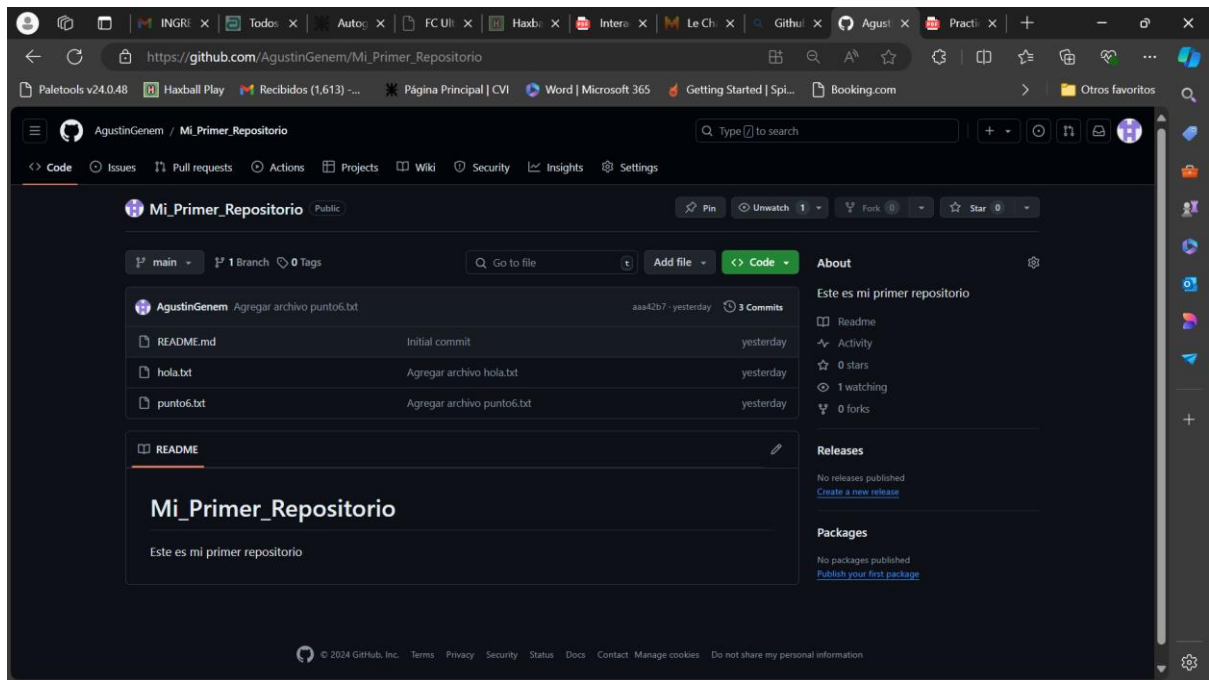 INGRE Todos Autog FC Ult Haxba Intera Le Cha Githu Agust Practi
https://github.com/AgustinGenem/Mi_Primer_Repositorio
Paletools v24.0.48 Haxball Play Recibidos (1,613) -... Página Principal | CVI Word | Microsoft 365 Getting Started | Spi... Booking.com Otros favoritos
AgustinGenem / Mi_Primer_Repositorio Type / to search
Code Issues Pull requests Actions Projects Wiki Security Insights Settings
Mi_Primer_Repositorio Public Pin Unwatch 1 Fork 0 Star 0
main 1 Branch 0 Tags Go to file t Add file Code
AgustinGenem Agregar archivo punto6.txt aaa42b7 · yesterday 3 Commits
README.md Initial commit yesterday
hola.txt Agregar archivo hola.txt yesterday
punto6.txt Agregar archivo punto6.txt yesterday
README
Mi_Primer_Repositorio
Este es mi primer repositorio
About
Este es mi primer repositorio
Readme
Activity
0 stars
1 watching
0 forks
Releases
No releases published
Create a new release
Packages
No packages published
Publish your first package
© 2024 GitHub, Inc. Terms Privacy Security Status Docs Contact Manage cookies Do not share my personal information